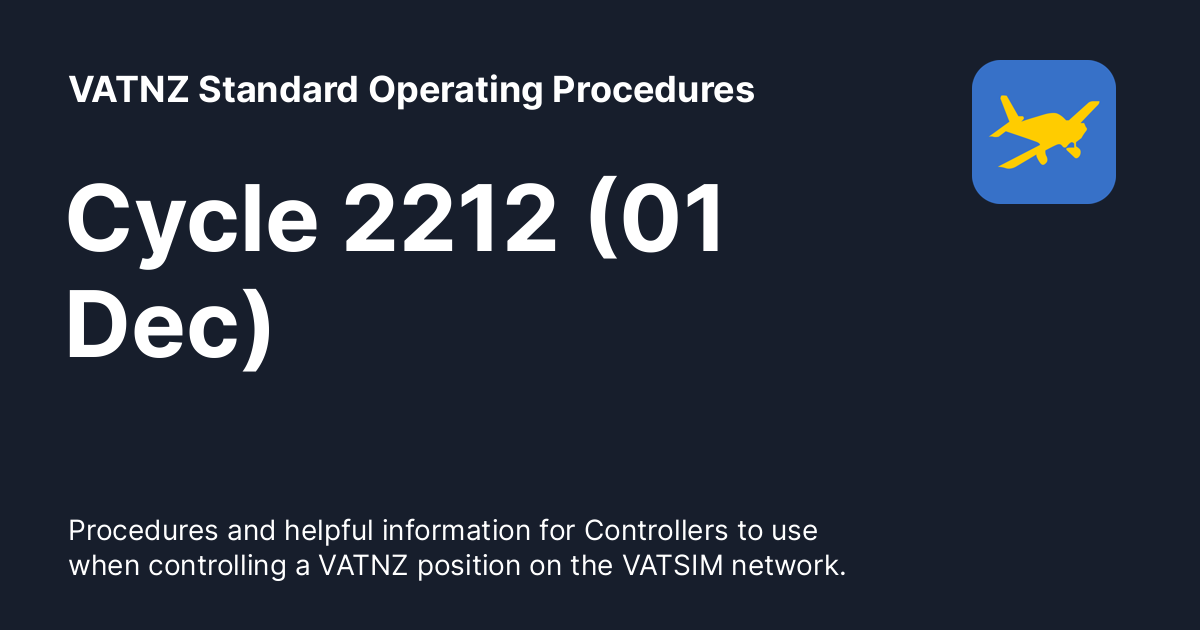 VATNZ Standard Operating Procedures
Cycle 2212 (01
Dec)
Procedures and helpful information for Controllers to use
when controlling a VATNZ position on the VATSIM network.